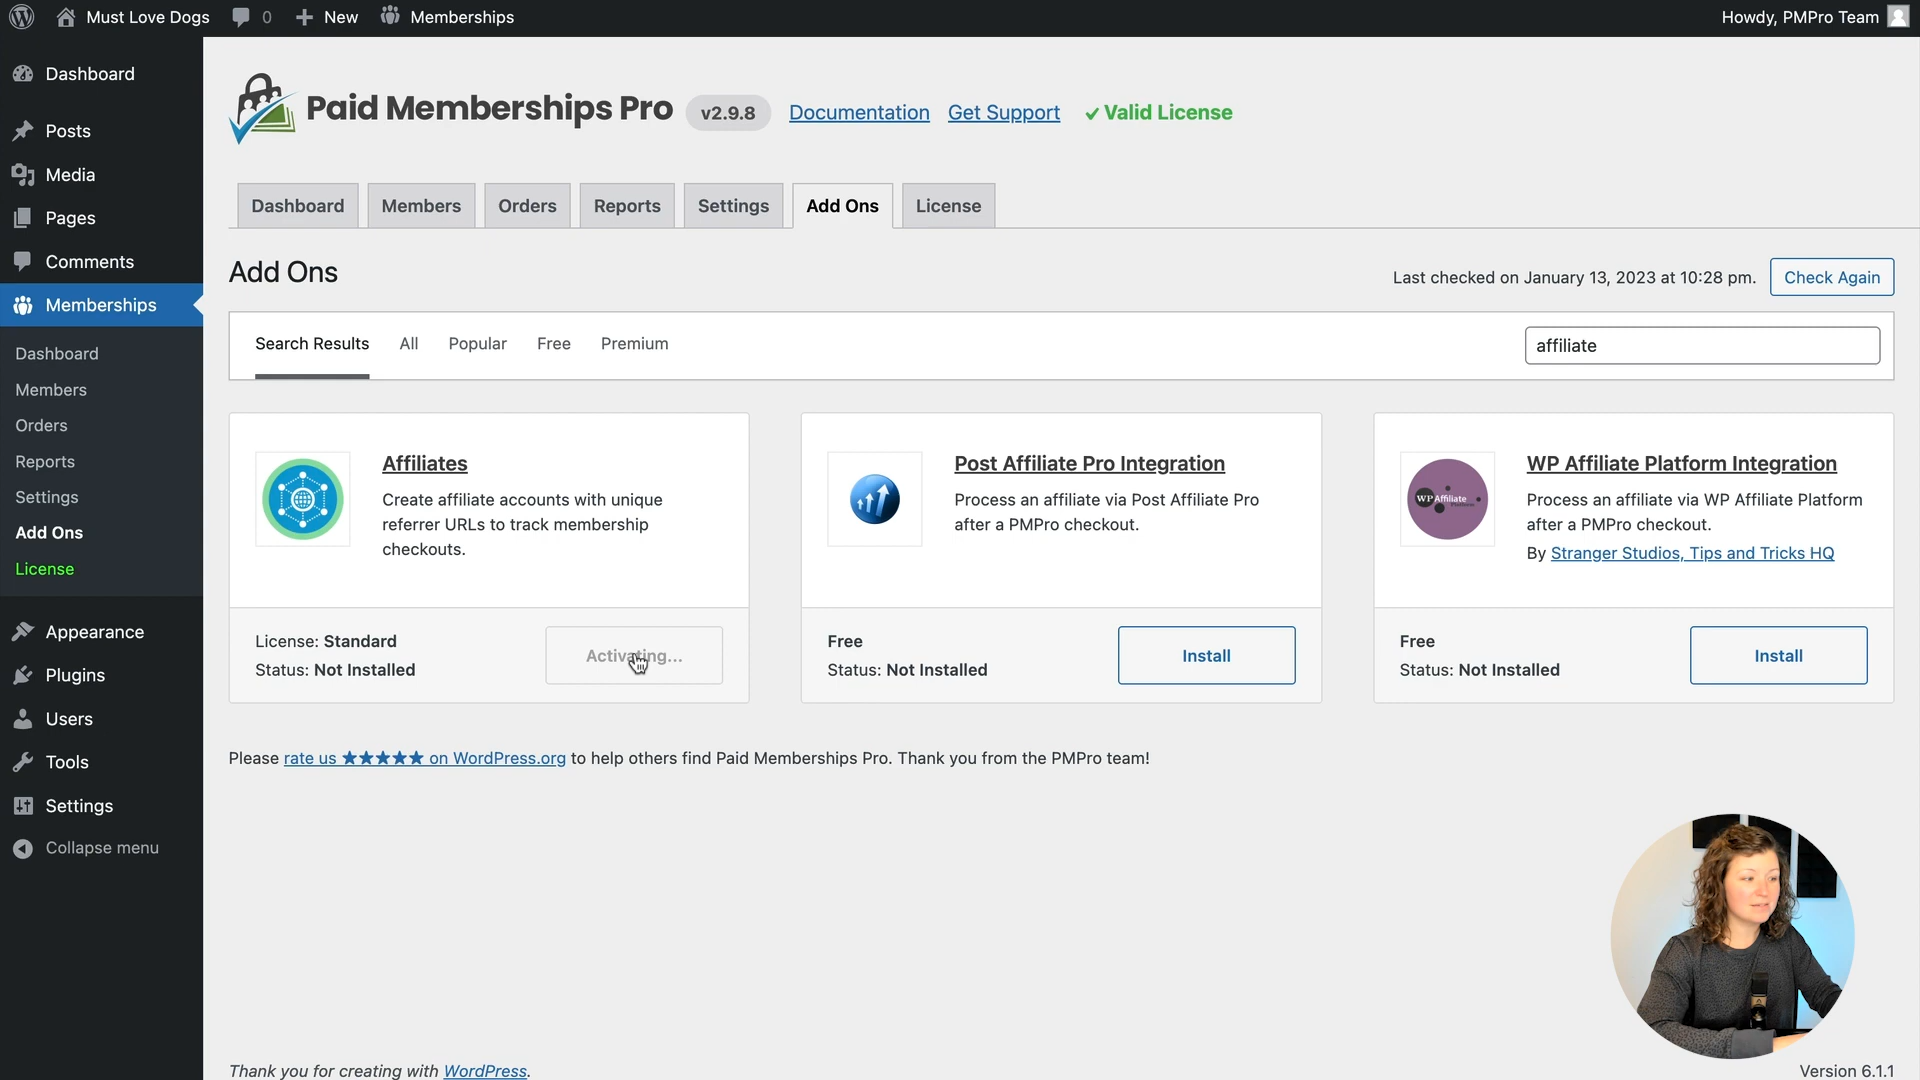 Must Love Dogs 0 New Memberships Howdy, PMPro Team
Dashboard
Posts
Media
Pages
Comments
Memberships
Dashboard
Members
Orders
Reports
Settings
Add Ons
License
Appearance
Plugins
Users
Tools
Settings
Collapse menu
Paid Memberships Pro v2.9.8 Documentation Get Support Valid License
Dashboard Members Orders Reports Settings Add Ons License
Add Ons
Last checked on January 13, 2023 at 10:28 pm. Check Again
Search Results All Popular Free Premium affiliate
Affiliates
Create affiliate accounts with unique
referrer URLs to track membership
checkouts.
License: Standard
Status: Not Installed
Activating...
Post Affiliate Pro Integration
Process an affiliate via Post Affiliate Pro
after a PMPro checkout.
Free
Status: Not Installed
Install
WP Affiliate
Platform
WP Affiliate Platform Integration
Process an affiliate via WP Affiliate Platform
after a PMPro checkout.
By Stranger Studios, Tips and Tricks HQ
Free
Status: Not Installed
Install
Please rate us ★★★★★ on WordPress.org to help others find Paid Memberships Pro. Thank you from the PMPro team!
Thank you for creating with WordPress.
Version 6.1.1